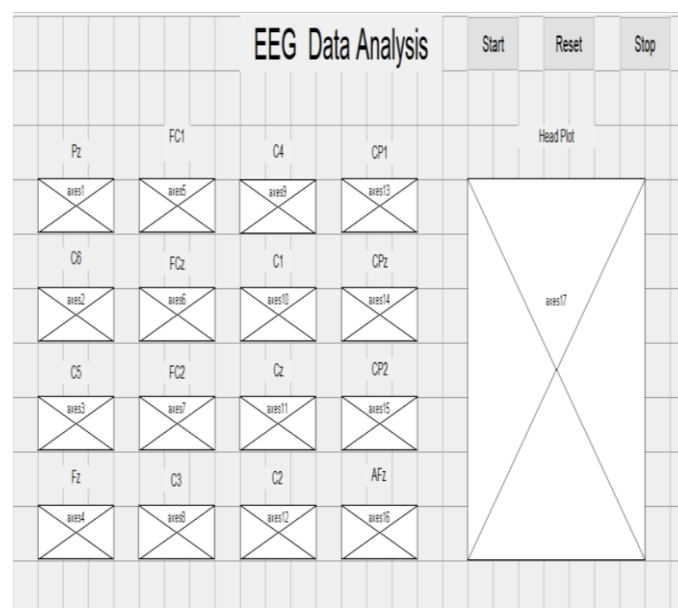 EEG Data Analysis Start Reset Stop
Head Plot
Pz FC1 C4 CP1
axes1 axes5 axes9 axes13
C6 FCz C1 CPz
axes2 axes6 axes10 axes14
axes17
C5 FC2 Cz CP2
axes3 axes7 axes11 axes15
Fz C3 C2 AFz
axes4 axes8 axes12 axes16